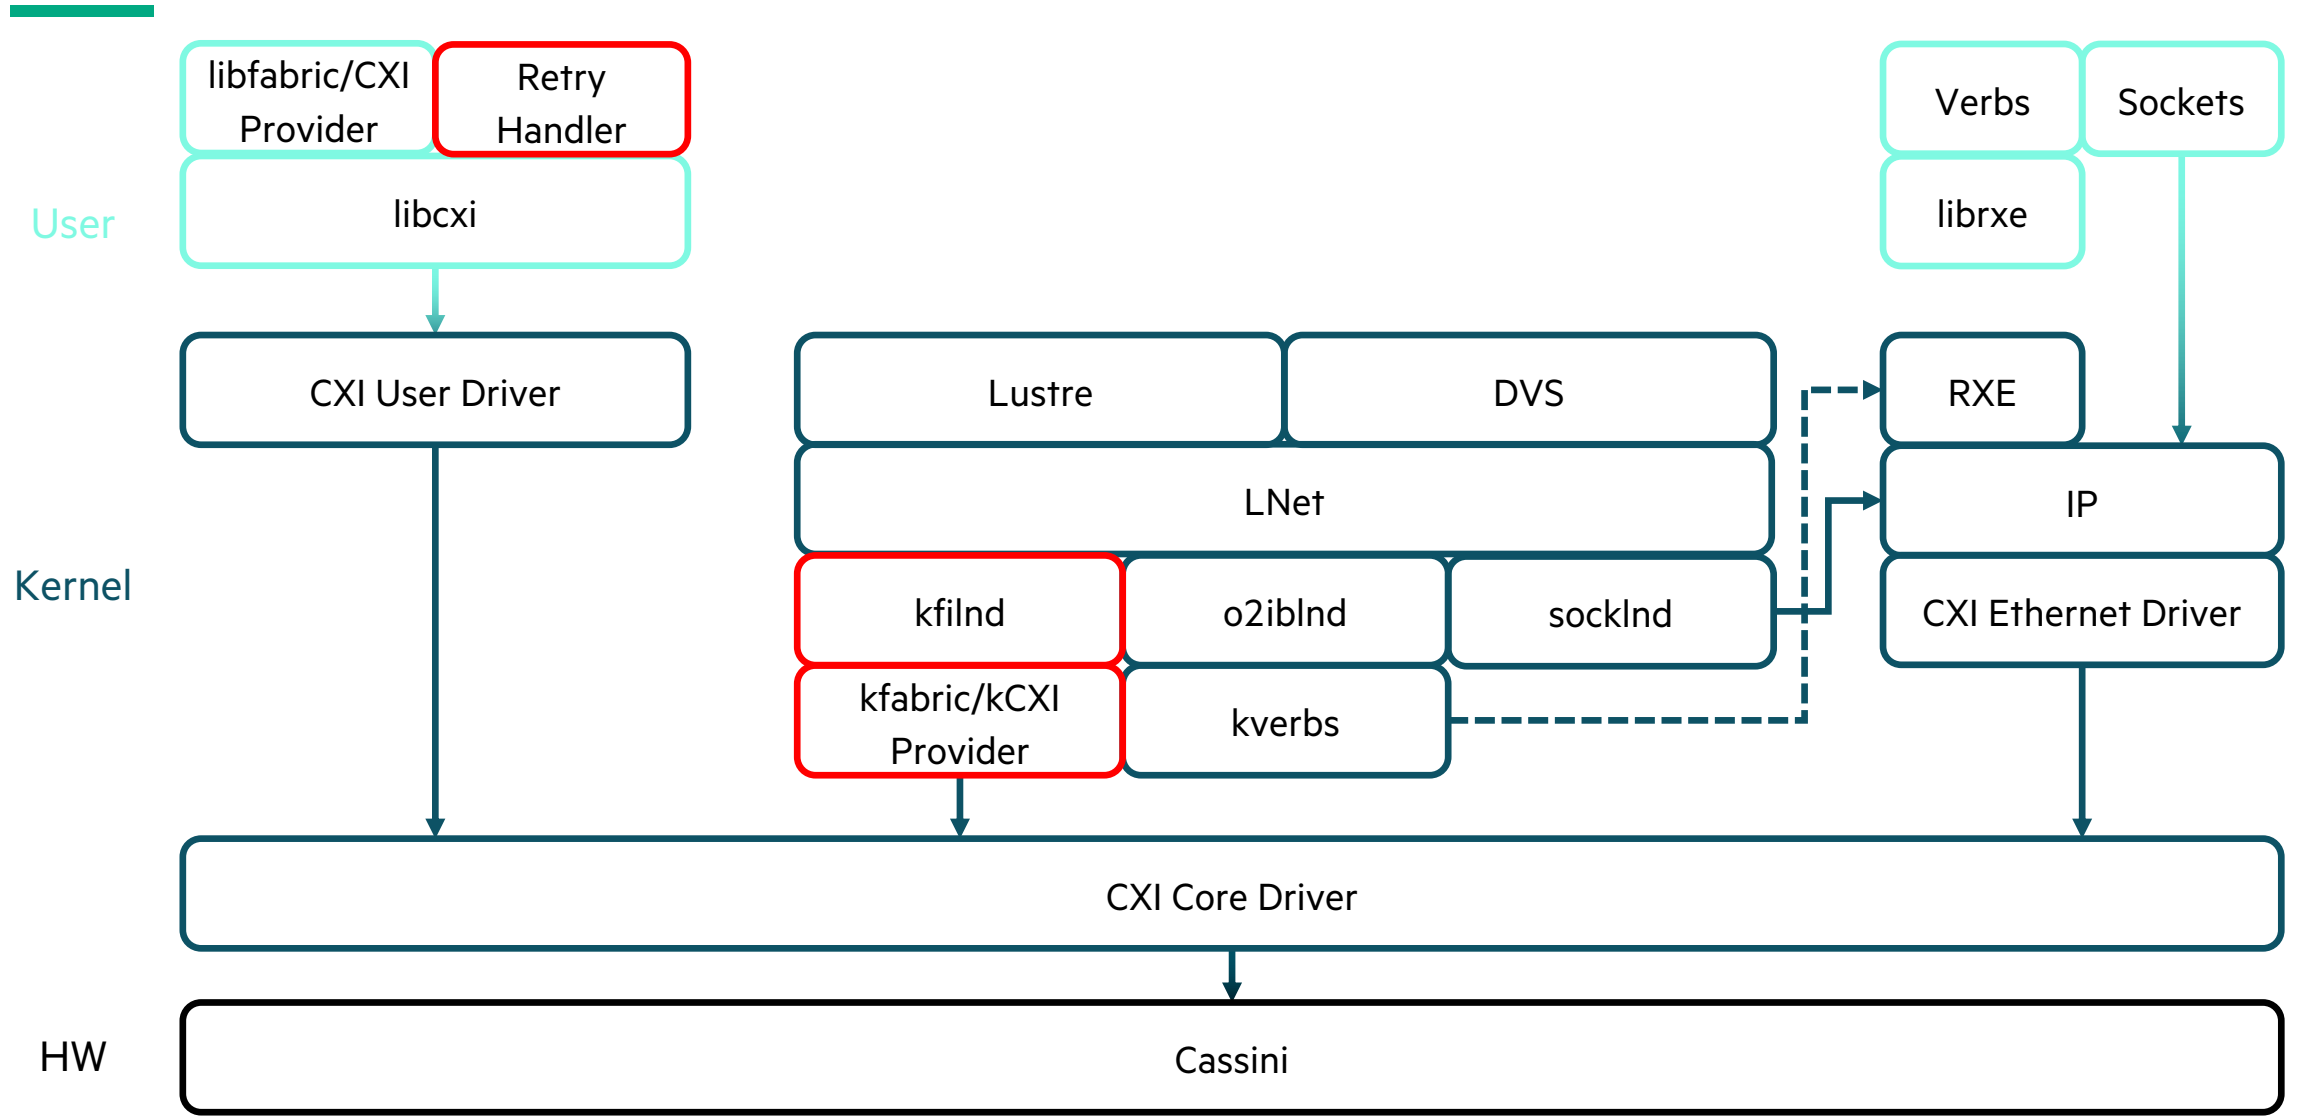 libfabric/CXI
Provider
Retry
Handler
Verbs
Sockets
User
libcxi
librxe
CXI User Driver
Lustre
DVS
RXE
LNet
IP
Kernel
kfilnd
o2iblnd
socklnd
CXI Ethernet Driver
kfabric/kCXI
Provider
kverbs
CXI Core Driver
HW
Cassini